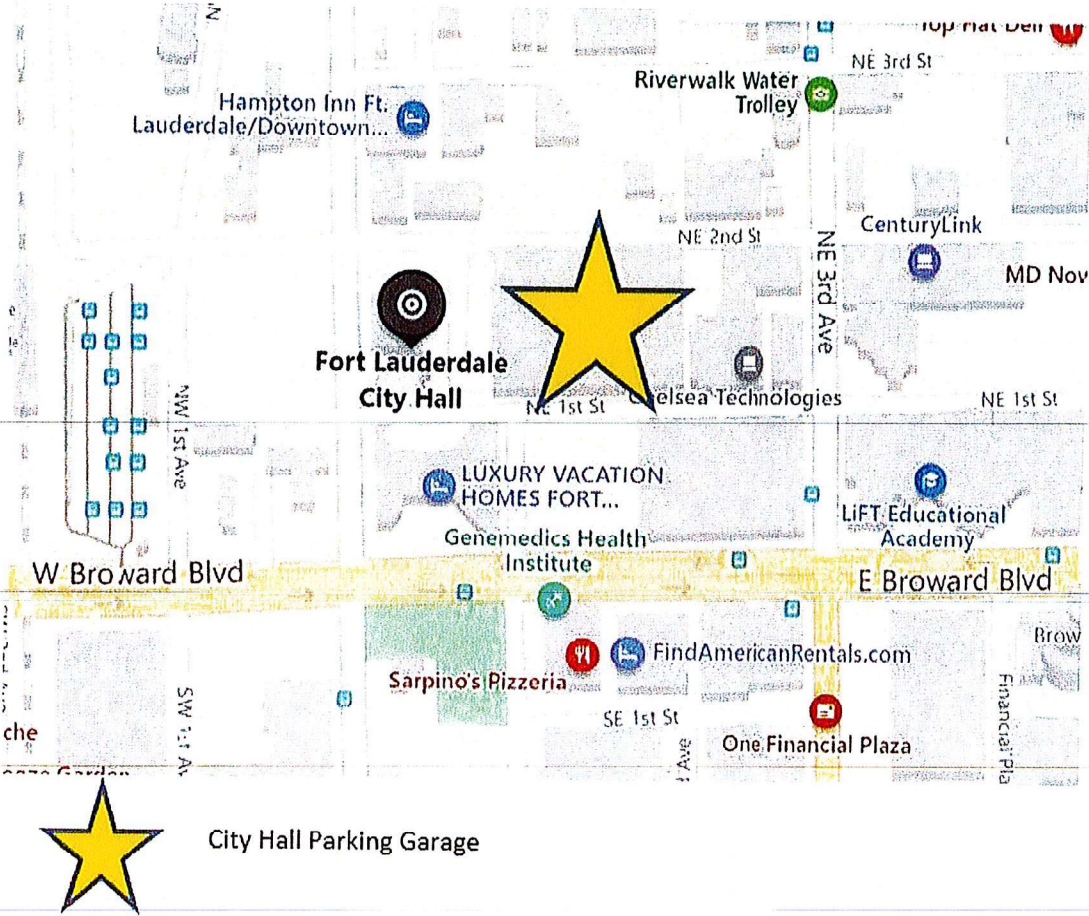 Top Flat Deli
NE 3rd St
Riverwalk Water
Trolley
Hampton Inn Ft.
Lauderdale/Downtown...
NE 2nd St
CenturyLink
NE 3rd Ave
MD Nov
Fort Lauderdale
City Hall
NE 1st St
Chelsea Technologies
NE 1st St
NW 1st Ave
LUXURY VACATION
HOMES FORT...
LiFT Educational
Academy
Genemedics Health
Institute
W Broward Blvd
E Broward Blvd
FindAmericanRentals.com
Brow
Sarpino's Pizzeria
SE 1st St
SW 1st Av
One Financial Plaza
Financial Pla
Ave
che
City Hall Parking Garage